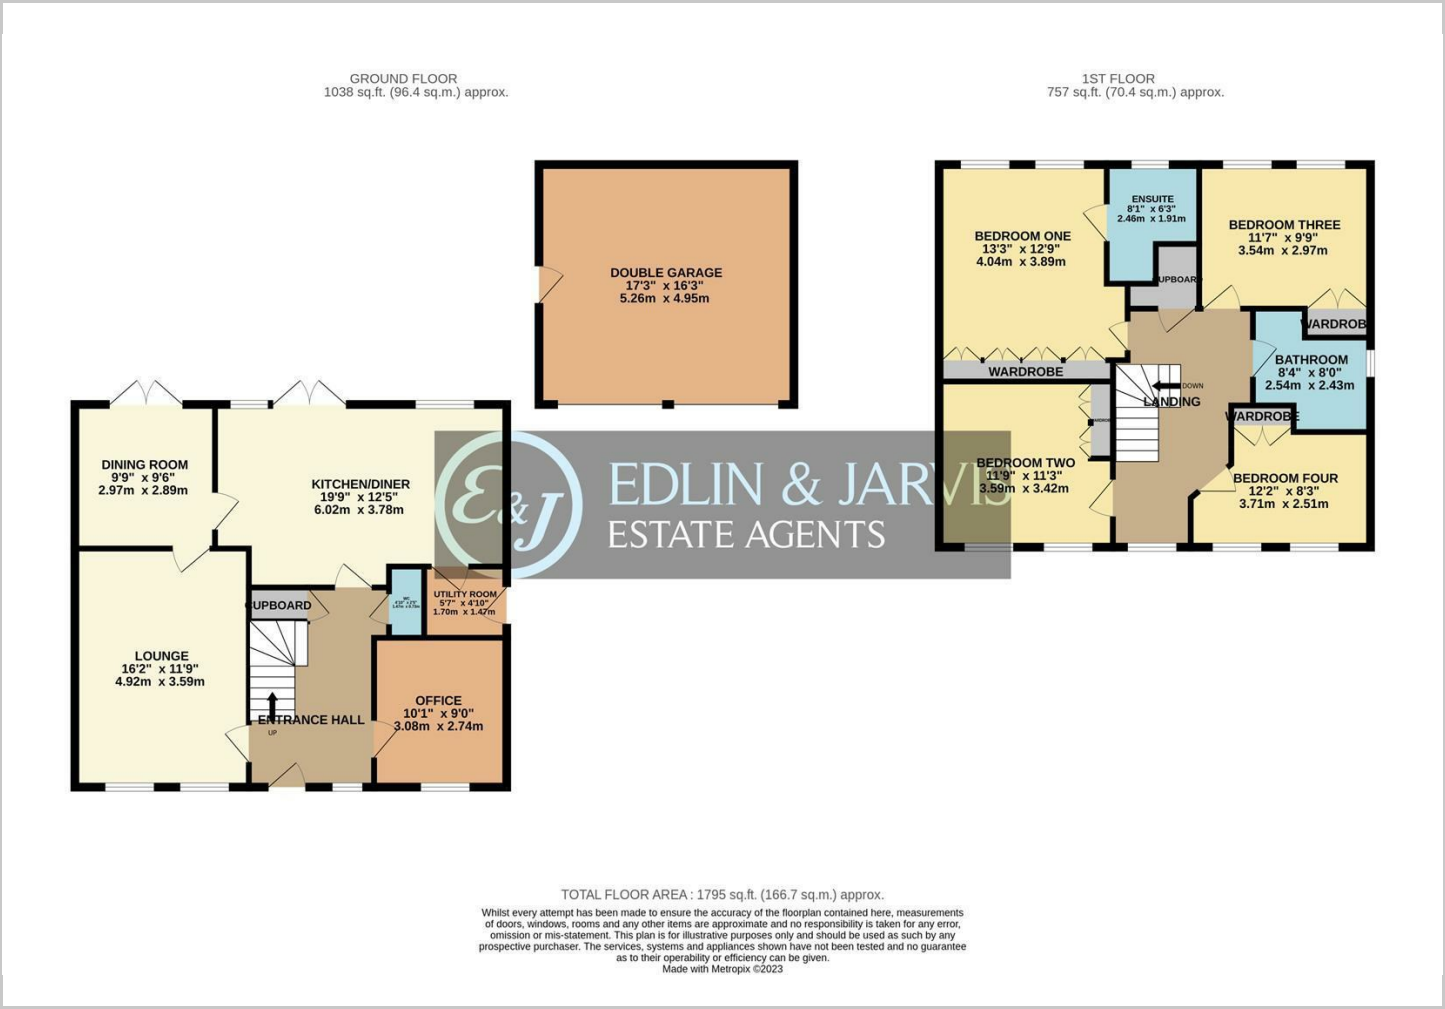 GROUND FLOOR
1038 sq.ft. (96.4 sq.m.) approx.
1ST FLOOR
757 sq.ft. (70.4 sq.m.) approx.
DOUBLE GARAGE
17'3" x 16'3"
5.26m x 4.95m
DINING ROOM
9'9" x 9'6"
2.97m x 2.89m
KITCHEN/DINER
19'9" x 12'5"
6.02m x 3.78m
CUPBOARD
WC
UTILITY ROOM
5'7" x 4'10"
1.70m x 1.47m
LOUNGE
16'2" x 11'9"
4.92m x 3.59m
ENTRANCE HALL
UP
OFFICE
10'1" x 9'0"
3.08m x 2.74m
BEDROOM ONE
13'3" x 12'9"
4.04m x 3.89m
ENSUITE
8'1" x 6'3"
2.46m x 1.91m
BEDROOM THREE
11'7" x 9'9"
3.54m x 2.97m
CUPBOARD
WARDROBE
WARDROBE
BATHROOM
8'4" x 8'0"
2.54m x 2.43m
DOWN
LANDING
WARDROBE
BEDROOM TWO
11'9" x 11'3"
3.59m x 3.42m
BEDROOM FOUR
12'2" x 8'3"
3.71m x 2.51m
E&J
EDLIN & JARVIS
ESTATE AGENTS
TOTAL FLOOR AREA : 1795 sq.ft. (166.7 sq.m.) approx.
Whilst every attempt has been made to ensure the accuracy of the floorplan contained here, measurements
of doors, windows, rooms and any other items are approximate and no responsibility is taken for any error,
omission or mis-statement. This plan is for illustrative purposes only and should be used as such by any
prospective purchaser. The services, systems and appliances shown have not been tested and no guarantee
as to their operability or efficiency can be given.
Made with Metropix ©2023